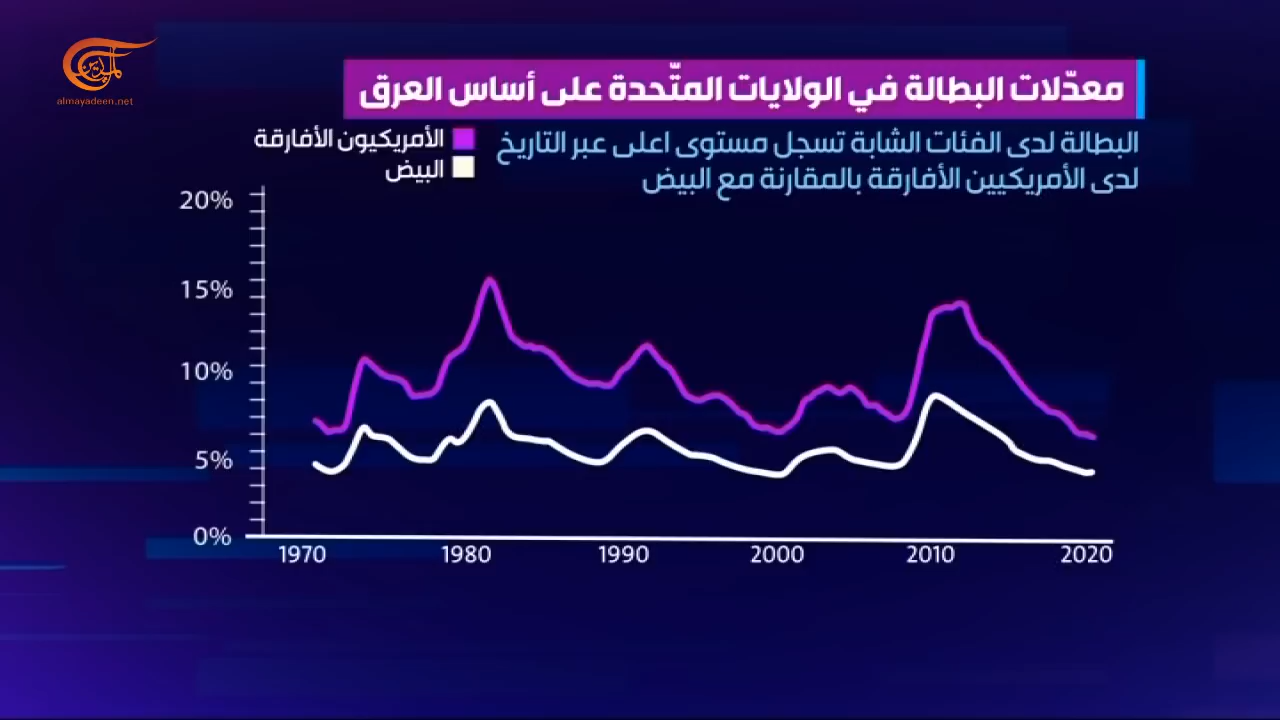 الميادين
almayadeen.net
معدّلات البطالة في الولايات المتّحدة على أساس العرق
البطالة لدى الفئات الشابة تسجل مستوى اعلى عبر التاريخ
لدى الأمريكيين الأفارقة بالمقارنة مع البيض
الأمريكيون الأفارقة
البيض
20%
15%
10%
5%
0%
1970 1980 1990 2000 2010 2020